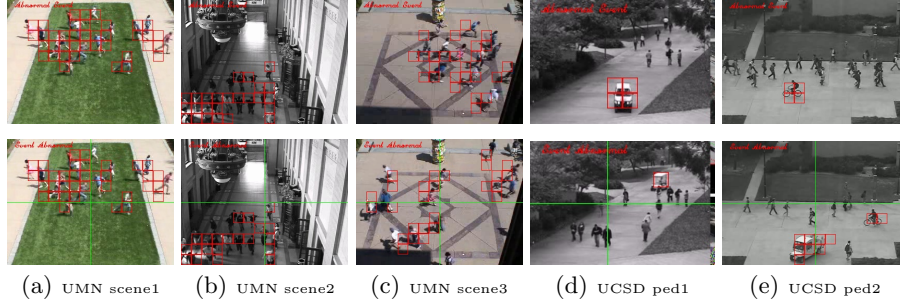 Abnormal Event
Abnormal Event
Abnormal Event
Abnormal Event
Abnormal Event
Event Abnormal
Event Abnormal
Event Abnormal
Event Abnormal
Event Abnormal
(a) UMN scene1 (b) UMN scene2 (c) UMN scene3 (d) UCSD ped1 (e) UCSD ped2